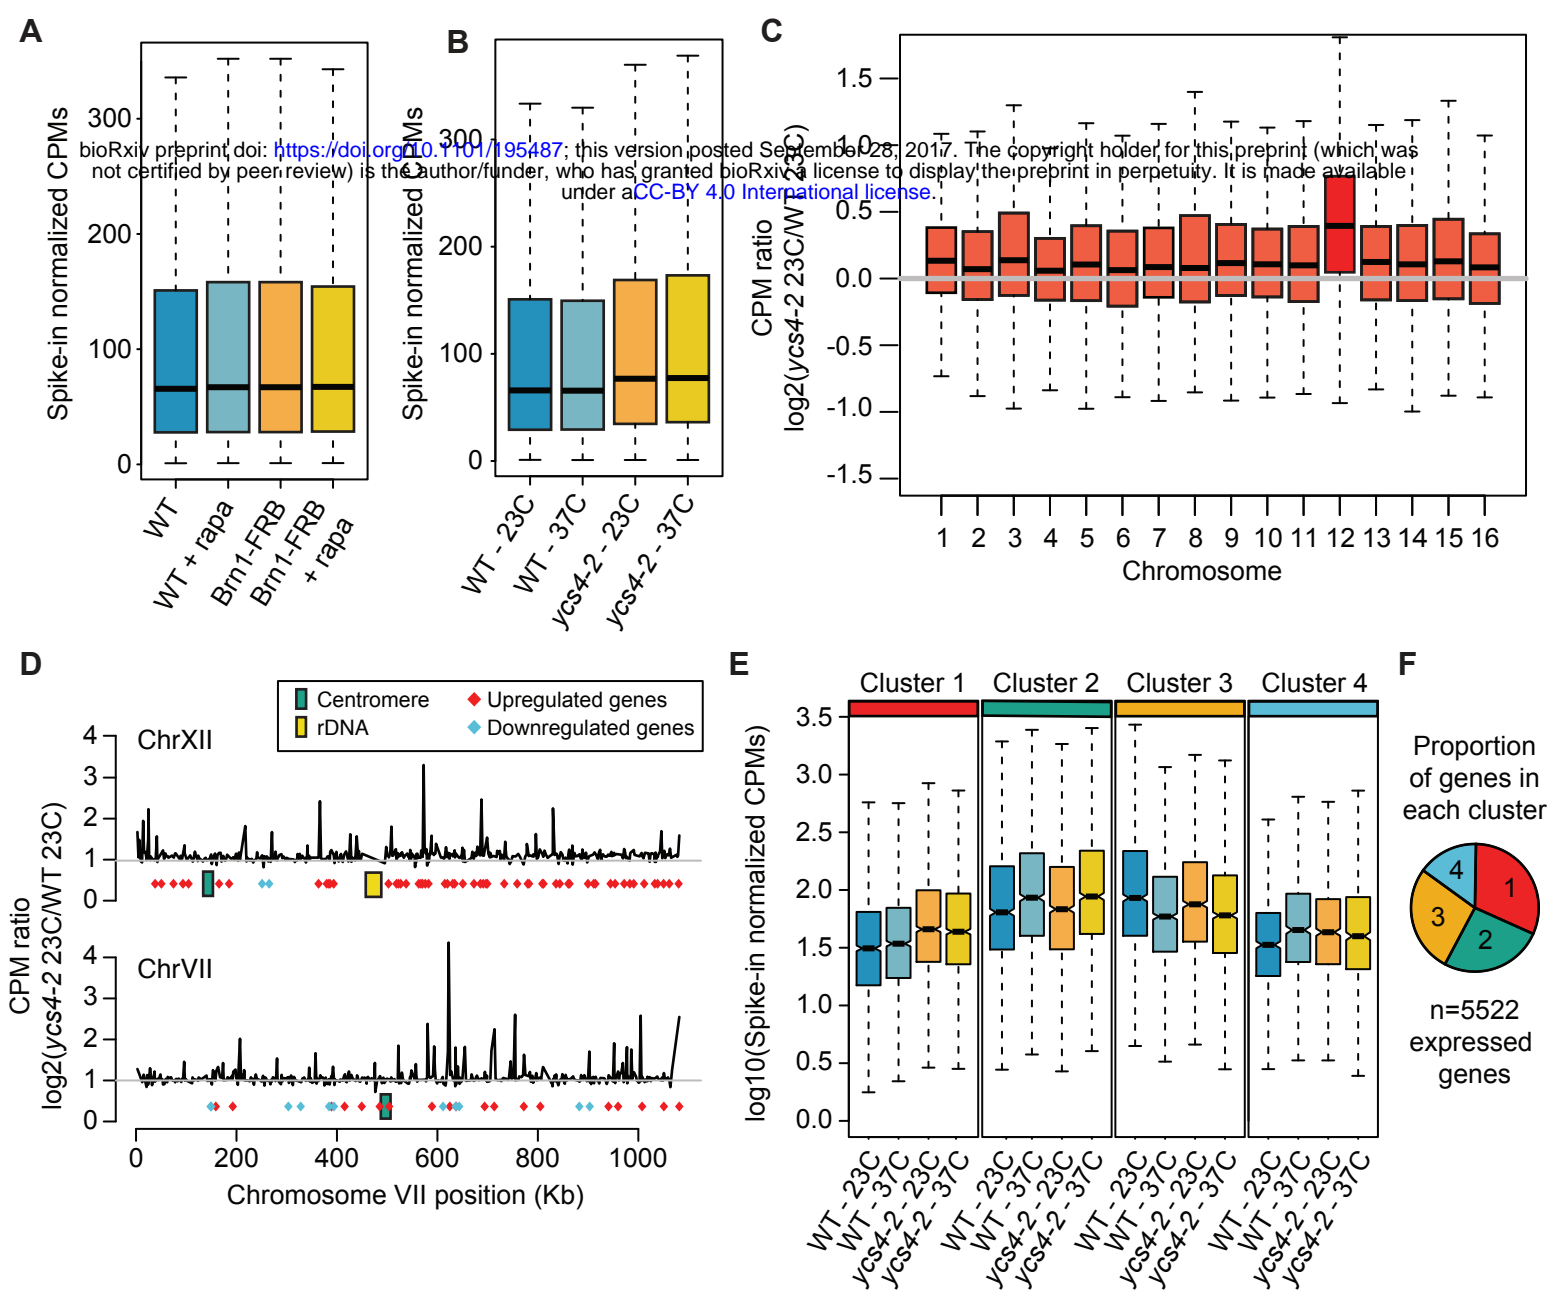 A
Spike-in normalized CPMs
300
200
100
0
WT
WT + rapa
Brn1-FRB
Brn1-FRB
+ rapa
B
Spike-in normalized CPMs
300
200
100
0
WT - 23C
WT - 37C
ycs4-2 - 23C
ycs4-2 - 37C
C
CPM ratio
log2(ycs4-2 23C/WT 23C)
1.5
1.0
0.5
0.0
-0.5
-1.0
-1.5
1 2 3 4 5 6 7 8 9 10 11 12 13 14 15 16
Chromosome
bioRxiv preprint doi: https://doi.org/10.1101/195487; this version posted September 28, 2017. The copyright holder for this preprint (which was
not certified by peer review) is the author/funder, who has granted bioRxiv a license to display the preprint in perpetuity. It is made available
under aCC-BY 4.0 International license.
D
Centromere
rDNA
Upregulated genes
Downregulated genes
CPM ratio
log2(ycs4-2 23C/WT 23C)
ChrXII
4
3
2
1
0
ChrVII
4
3
2
1
0
0 200 400 600 800 1000
Chromosome VII position (Kb)
E
Cluster 1 Cluster 2 Cluster 3 Cluster 4
log10(Spike-in normalized CPMs)
3.5
3.0
2.5
2.0
1.5
1.0
0.5
0.0
WT - 23C
WT - 37C
ycs4-2 - 23C
ycs4-2 - 37C
WT - 23C
WT - 37C
ycs4-2 - 23C
ycs4-2 - 37C
WT - 23C
WT - 37C
ycs4-2 - 23C
ycs4-2 - 37C
WT - 23C
WT - 37C
ycs4-2 - 23C
ycs4-2 - 37C
F
Proportion
of genes in
each cluster
4
1
3
2
n=5522
expressed
genes